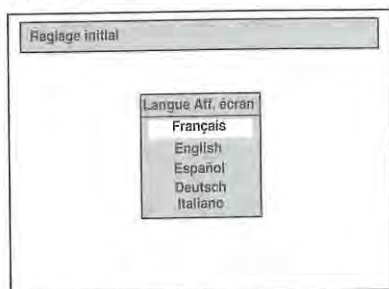 Réglage initial
Langue Aff. écran
Français
English
Español
Deutsch
Italiano